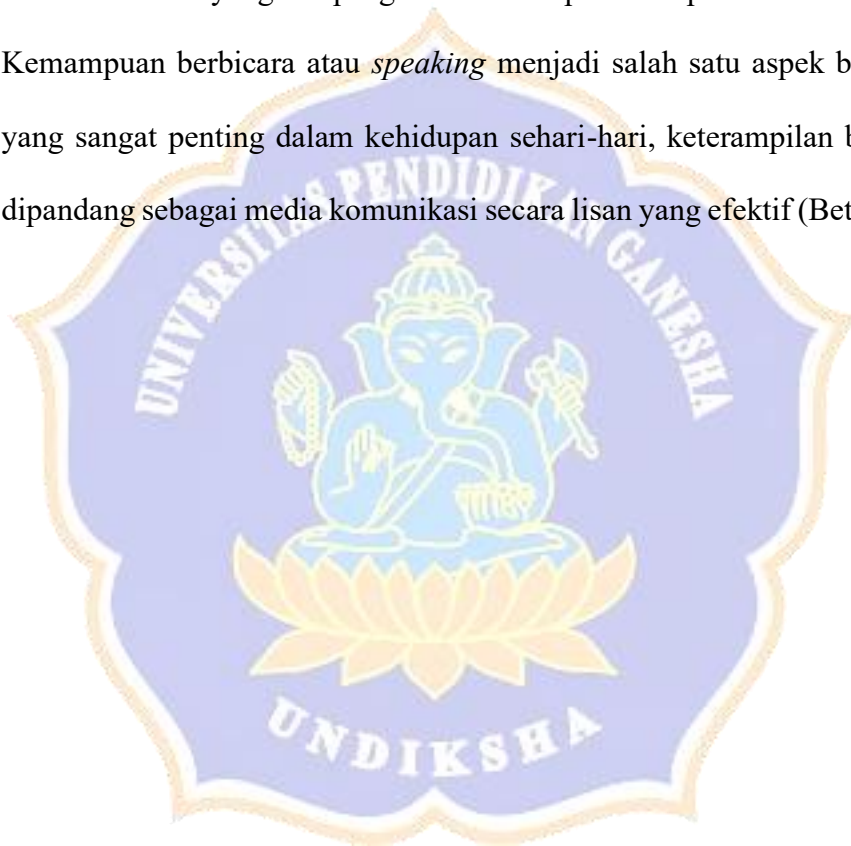 Kemampuan berbicara atau speaking menjadi salah satu aspek b
yang sangat penting dalam kehidupan sehari-hari, keterampilan b
dipandang sebagai media komunikasi secara lisan yang efektif (Bet
UNIVERSITAS PENDIDIKAN GANESHA
UNDIKSHA